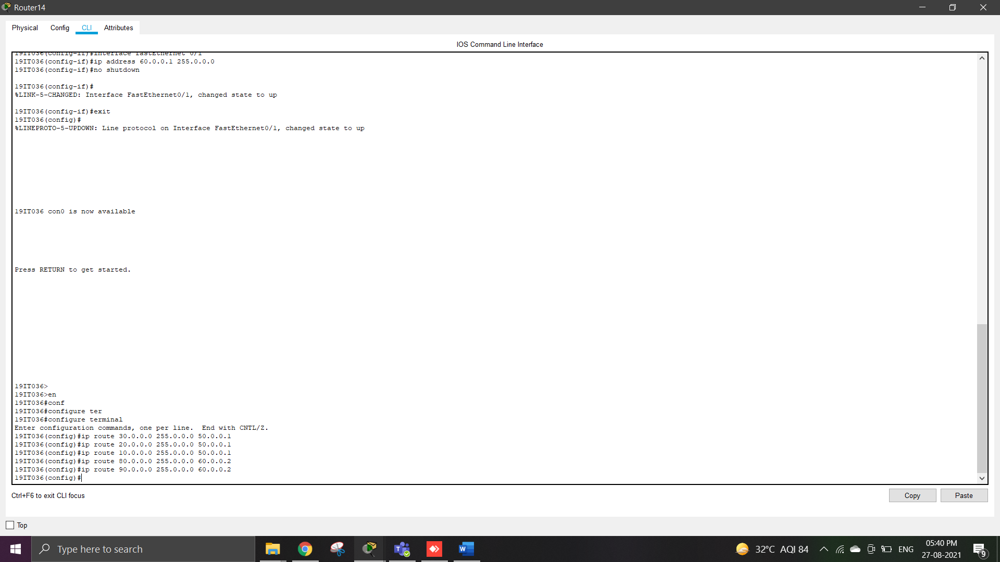 Router14
Physical Config CLI Attributes
IOS Command Line Interface
19IT036(config-if)#interface fastEthernet 0/1
19IT036(config-if)#ip address 60.0.0.1 255.0.0.0
19IT036(config-if)#no shutdown
19IT036(config-if)#
%LINK-5-CHANGED: Interface FastEthernet0/1, changed state to up
19IT036(config-if)#exit
19IT036(config)#
%LINEPROTO-5-UPDOWN: Line protocol on Interface FastEthernet0/1, changed state to up
19IT036 con0 is now available
Press RETURN to get started.
19IT036>
19IT036>en
19IT036#conf
19IT036#configure ter
19IT036#configure terminal
Enter configuration commands, one per line.  End with CNTL/Z.
19IT036(config)#ip route 30.0.0.0 255.0.0.0 50.0.0.1
19IT036(config)#ip route 20.0.0.0 255.0.0.0 50.0.0.1
19IT036(config)#ip route 10.0.0.0 255.0.0.0 50.0.0.1
19IT036(config)#ip route 80.0.0.0 255.0.0.0 60.0.0.2
19IT036(config)#ip route 90.0.0.0 255.0.0.0 60.0.0.2
19IT036(config)#
Ctrl+F6 to exit CLI focus
Copy Paste
Top
Type here to search
32°C AQI 84
ENG
05:40 PM
27-08-2021
9